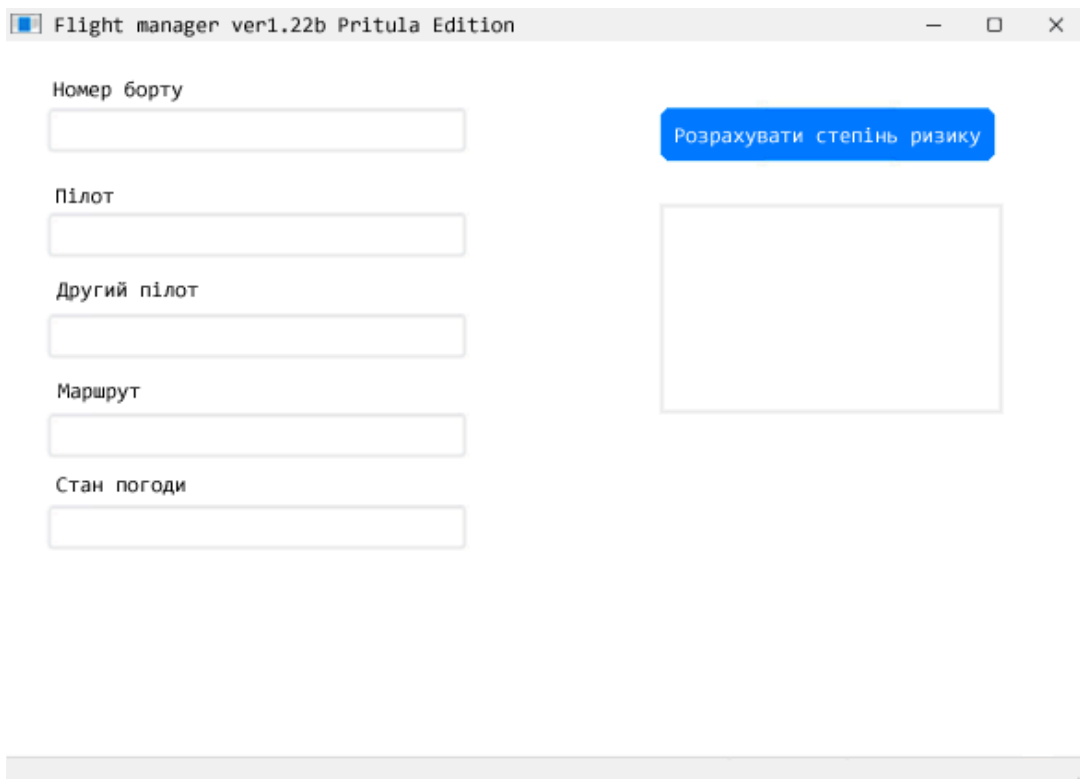 Flight manager ver1.22b Pritula Edition
Номер борту
Розрахувати степінь ризику
Пілот
Другий пілот
Маршрут
Стан погоди